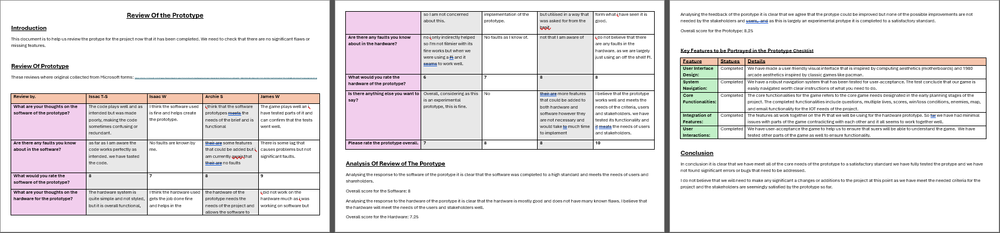 Review Of the Prototype
Introduction
This document is to help us review the protype for the project now that it has been completed. We need to check that there are no significant flaws or
missing features.
Review Of Prototype
These reviews where original collected from Microsoft forms:
Review by. Issac T-S Isaac W Archie S James W
What are your thoughts on the software of the prototype?
The code plays well and as intended but was made poorly, making the code sometimes confusing or redundant.
I think the software used is fine and helps create the prototype.
i think that the software prototypes meets the needs of the brief and is functional
The game plays well an i have tested parts of it and can confirm that the tests went well.
Are there any faults you know about in the software?
as far as I am aware the code works perfectly as intended. we have tested the code.
No faults are known by me.
their are some features that could be added but i am currently awair that their are no faults
There is some lag that causes problems but not significant faults.
What would you rate the software of the prototype? 8 7 8 9
What are your thoughts on the hardware for the prototype?
The hardware system is quite simple and not styled, but it is overall functional,
I think the hardware used gets the job done fine and helps in the
the hardware of the prototype needs the needs of the project and allows the software to
i did not work on the hardware much as i was working on software but
so I am not concerned about this.
implementation of the prototype.
but utilised in a way that was asked for from the breif.
form what i have seen it is good.
Are there any faults you know about in the hardware?
no i only indirectly helped so I'm not filmier with its fine works but when we were using a Pi and it seams to work well.
No faults as I know of.
not that I am aware of
i do not believe that there are any faults in the hardware. as we are largely just using an off the shelf PI.
What would you rate the hardware of the prototype? 6 7 8 8
Is there anything else you want to say?
Overall, considering as this is an experimental prototype, this is fine.
No
their are more features that could be added to both hardware and software however they are not necessary and would take to much time to implement
I believe that the prototype works well and meets the needs of the criteria, users and stakeholders. we have tested its functionality and it meats the needs of users and stakeholders.
Please rate the prototype overall. 7 8 8 10
Analysis Of Review of The Porotype
Analysing the response to the software of the porotype it is clear that the software was completed to a high standard and meets the needs of users and
shareholders.
Overall score for the Software: 8
Analysing the response to the hardware of the porotype it is clear that the hardware is mostly good and does not have many known flaws. I believe that
the hardware will meet the needs of the users and stakeholders well.
Overall score for the Hardware: 7.25
Analysing the feedback of the porotype it is clear that we agree that the protype could be improved but none of the possible improvements are not
needed by the stakeholders and users, and as this is largely an experimental protype it is completed to a satisfactory standard.
Overall score for the Prototype: 8.25
Key Features to be Portrayed in the Prototype Checklist
Feature Statues Details
User Interface Design: Completed We have made a user-friendly visual interface that is inspired by computing aesthetics (motherboards) and 1980
arcade aesthetics inspired by classic games like pacman.
System Navigation: Completed We have a robust navigation system that has been tested for user-acceptance. The test conclude that our game is
easily navigated worth clear instructions of what you need to do.
Core Functionalities: Completed The core functionalities for the game refers to the core game needs designated in the early planning stages of the
project. The completed functionalities include questions, multiple lives, scores, win/loss conditions, enemies, map,
and email functionality for the IOT needs of the project.
Integration of Features: Completed The features all work together on the Pi that we will be using for the hardware protype. So far we have had minimal
issues with parts of the game contradicting with each other and it all seems to work together well.
User Interactions: Completed We have user-acceptance the game to help us to ensure that suers will be able to understand the game. We have
tested other parts of the game as well to ensure functionality.
Conclusion
In conclusion it is clear that we have meet all of the core needs of the prototype to a satisfactory standard we have fully tested the protype and we have
not found significant errors or bugs that need to be addressed.
I do not believe that we will need to make any significant a changes or additions to the project at this point as we have meet the needed criteria for the
project and the stakeholders are seemingly satisfied by the prototype so far.